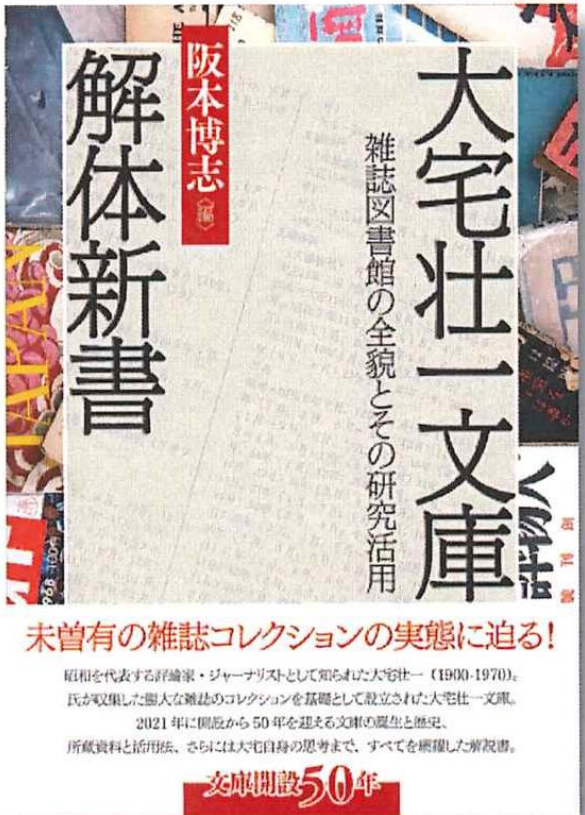 大宅壮一文庫
雑誌図書館の全貌とその研究活用
阪本博志〈編〉
解体新書
JAPAN
未曽有の雑誌コレクションの実態に迫る!
昭和を代表する評論家・ジャーナリストとして知られた大宅壮一(1900-1970)。
氏が収集した膨大な雑誌のコレクションを基礎として設立された大宅壮一文庫。
2021年に開設から50年を迎える文庫の誕生と歴史、
所蔵資料と活用法、さらには大宅自身の思考まで、すべてを網羅した解説書。
文庫開設50年